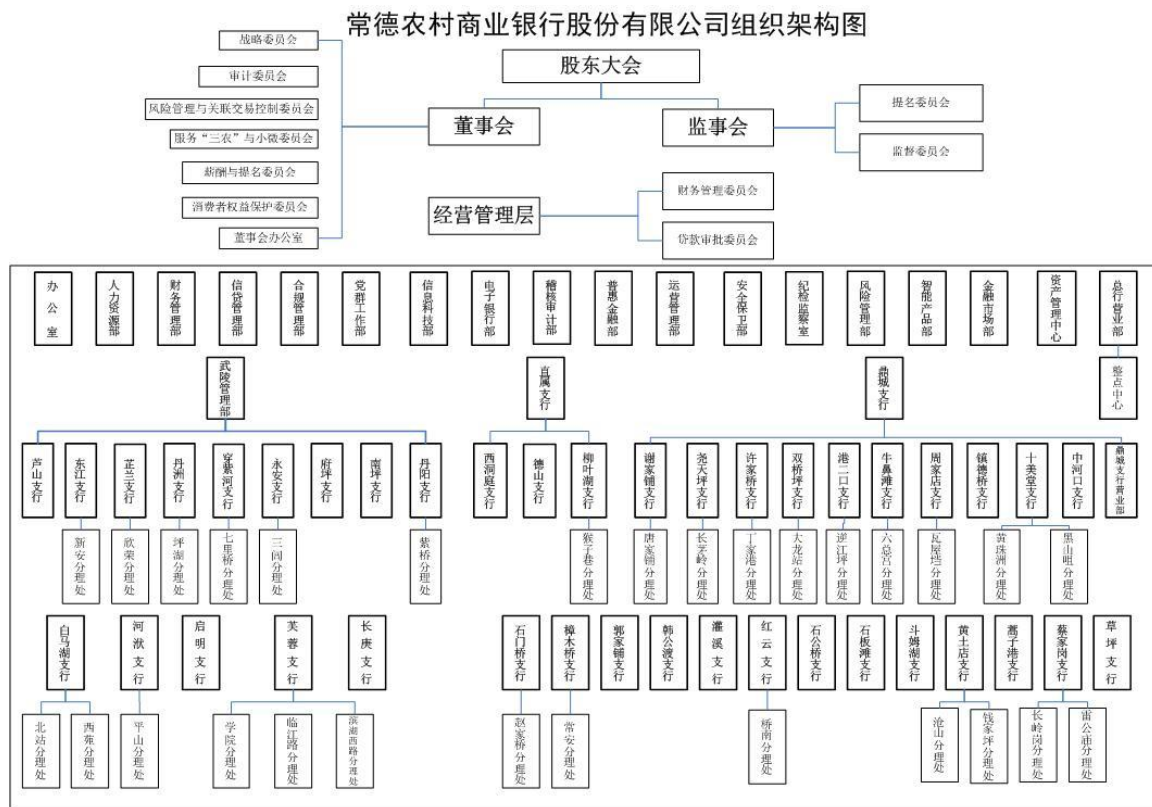 常德农村商业银行股份有限公司组织架构图
战略委员会
审计委员会
风险管理与关联交易控制委员会
服务“三农”与小微委员会
薪酬与提名委员会
消费者权益保护委员会
董事会办公室
股东大会
董事会
监事会
提名委员会
监督委员会
经营管理层
财务管理委员会
贷款审批委员会
办公室
人力资源部
财务管理部
信贷管理部
合规管理部
党群工作部
信息科技部
电子银行部
稽核审计部
普惠金融部
运营管理部
安全保卫部
纪检监察室
风险管理部
智能产品部
金融市场部
资产管理中心
总行营业部
武陵管理部
直属支行
鼎城支行
整点中心
芦山支行
东江支行
芷兰支行
丹洲支行
穿紫河支行
永安支行
府坪支行
南坪支行
丹阳支行
西洞庭支行
德山支行
柳叶湖支行
谢家铺支行
尧天坪支行
许家桥支行
双桥坪支行
港二口支行
牛鼻滩支行
周家店支行
镇德桥支行
十美堂支行
中河口支行
鼎城支行营业部
新安分理处
欣荣分理处
坪湖分理处
七里桥分理处
三闾分理处
紫桥分理处
猴子巷分理处
唐家铺分理处
长茅岭分理处
丁家港分理处
大龙站分理处
逆江坪分理处
六总宫分理处
瓦屋垱分理处
黄珠洲分理处
黑山咀分理处
白马湖支行
河洑支行
启明支行
芙蓉支行
长庚支行
石门桥支行
樟木桥支行
郭家铺支行
韩公渡支行
灌溪支行
红云支行
石公桥支行
石板滩支行
斗姆湖支行
黄土店支行
蒿子港支行
蔡家岗支行
草坪支行
北站分理处
西苑分理处
平山分理处
学院分理处
临江路分理处
滨湖西路分理处
赵家桥分理处
常安分理处
桥南分理处
沧山分理处
钱家坪分理处
长岭岗分理处
雷公庙分理处